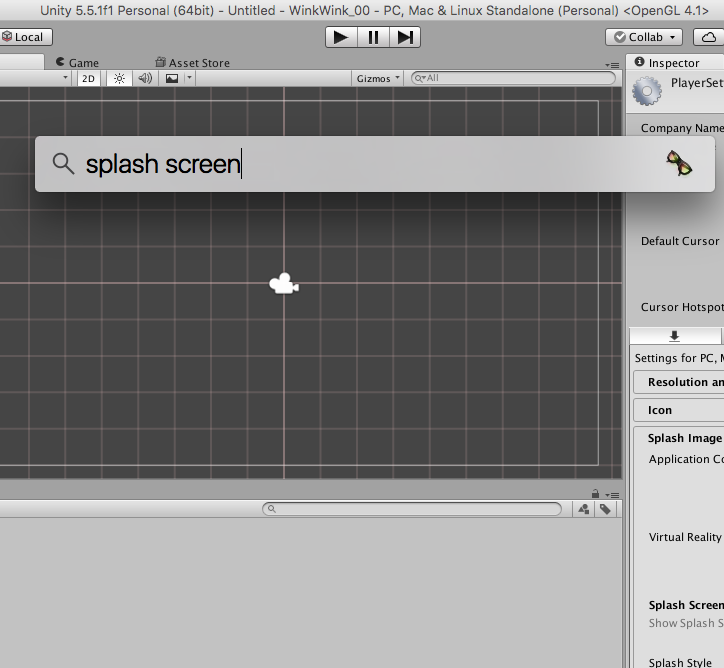 Unity 5.5.1f1 Personal (64bit) - Untitled - WinkWink_00 - PC, Mac & Linux Standalone (Personal) <OpenGL 4.1>
Local
Collab
Game
Asset Store
Inspector
2D
Gizmos
All
PlayerSet
Company Name
splash screen
Default Cursor
Cursor Hotspot
Settings for PC, M
Resolution an
Icon
Splash Image
Application Co
Virtual Reality
Splash Screen
Show Splash S
Splash Style